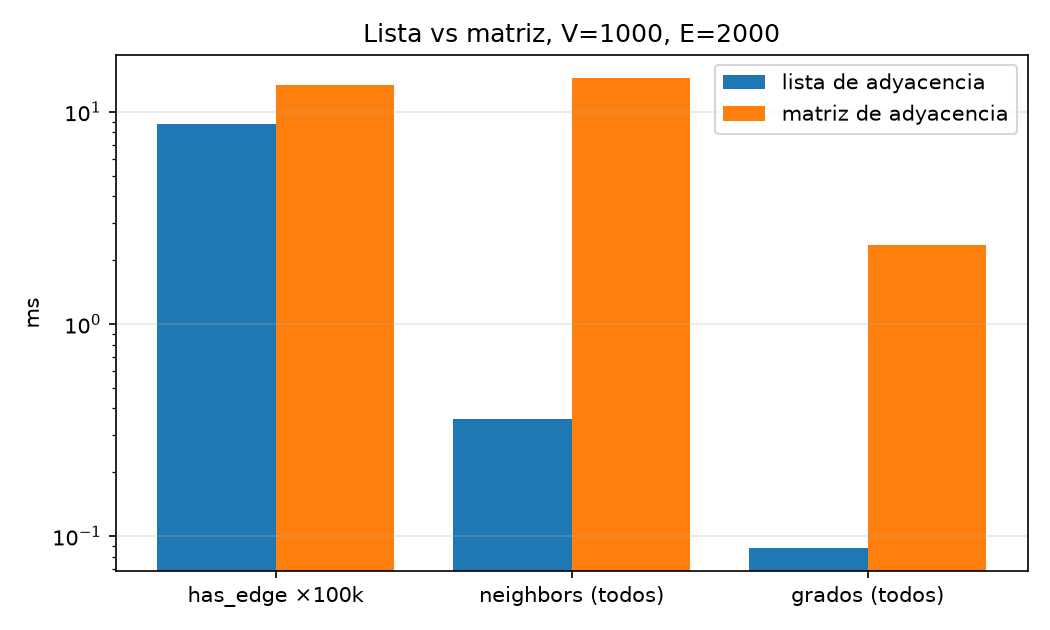 Lista vs matriz, V=1000, E=2000
lista de adyacencia
matriz de adyacencia
10¹
10⁰
10⁻¹
ms
has_edge ×100k
neighbors (todos)
grados (todos)